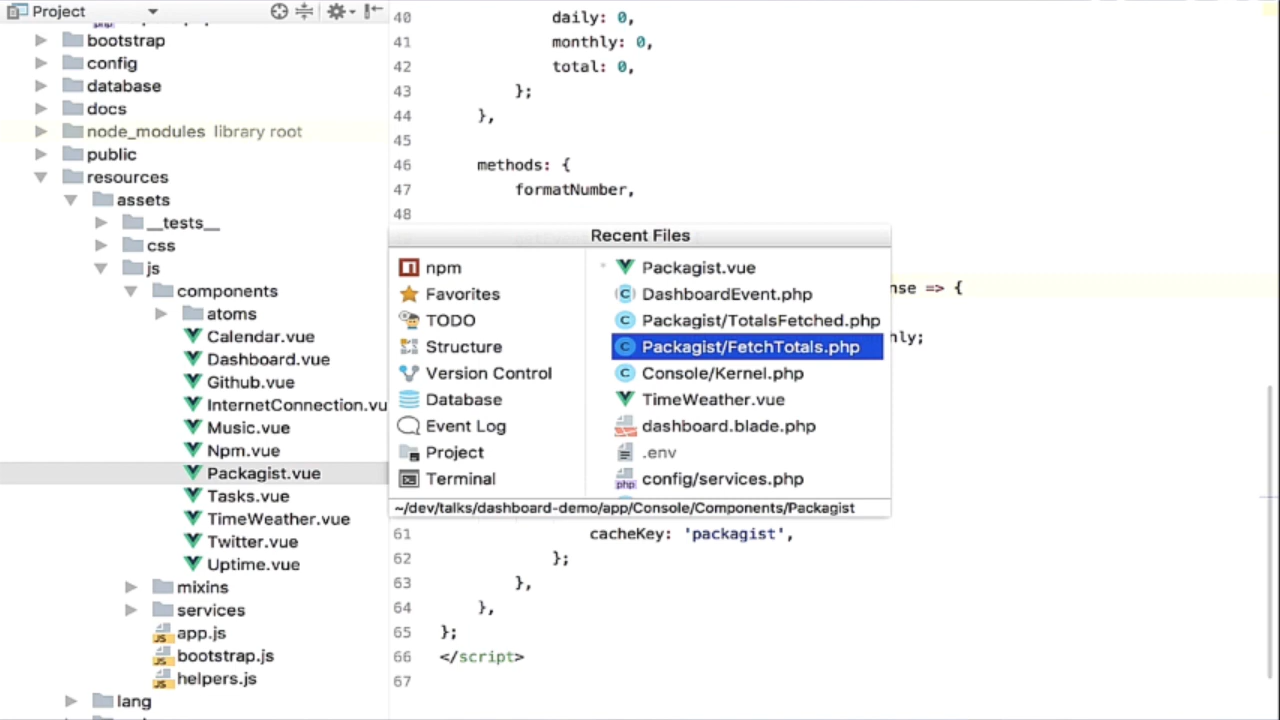 Project
bootstrap
config
database
docs
node_modules library root
public
resources
assets
__tests__
css
js
components
atoms
Calendar.vue
Dashboard.vue
Github.vue
InternetConnection.vu
Music.vue
Npm.vue
Packagist.vue
Tasks.vue
TimeWeather.vue
Twitter.vue
Uptime.vue
mixins
services
app.js
bootstrap.js
helpers.js
lang
40 daily: 0,
41 monthly: 0,
42 total: 0,
43 };
44 },
45
46 methods: {
47 formatNumber,
48
nse => {
hly;
Recent Files
npm
Favorites
TODO
Structure
Version Control
Database
Event Log
Project
Terminal
Packagist.vue
DashboardEvent.php
Packagist/TotalsFetched.php
Packagist/FetchTotals.php
Console/Kernel.php
TimeWeather.vue
dashboard.blade.php
.env
config/services.php
~/dev/talks/dashboard-demo/app/Console/Components/Packagist
61 cacheKey: 'packagist',
62 };
63 },
64 },
65 };
66 </script>
67